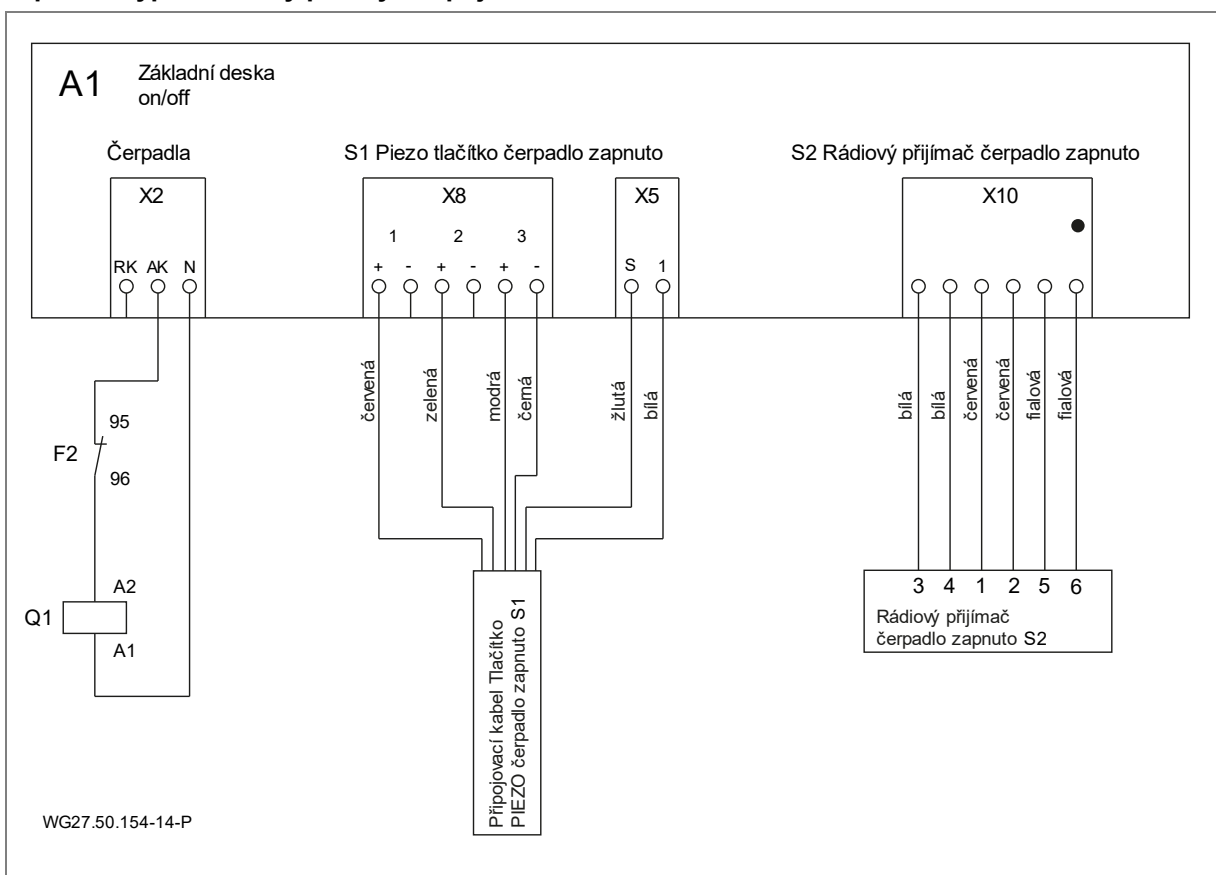 A1
Základní deska
on/off
Čerpadla
S1 Piezo tlačítko čerpadlo zapnuto
S2 Rádiový přijímač čerpadlo zapnuto
X2
X8
X5
X10
1 2 3
RK AK N
+ - + - + -
S 1
červená
zelená
modrá
černá
žlutá
bílá
bílá
bílá
červená
červená
fialová
fialová
95
F2
96
A2
Q1
A1
Připojovací kabel Tlačítko
PIEZO čerpadlo zapnuto S1
3 4 1 2 5 6
Rádiový přijímač
čerpadlo zapnuto S2
WG27.50.154-14-P